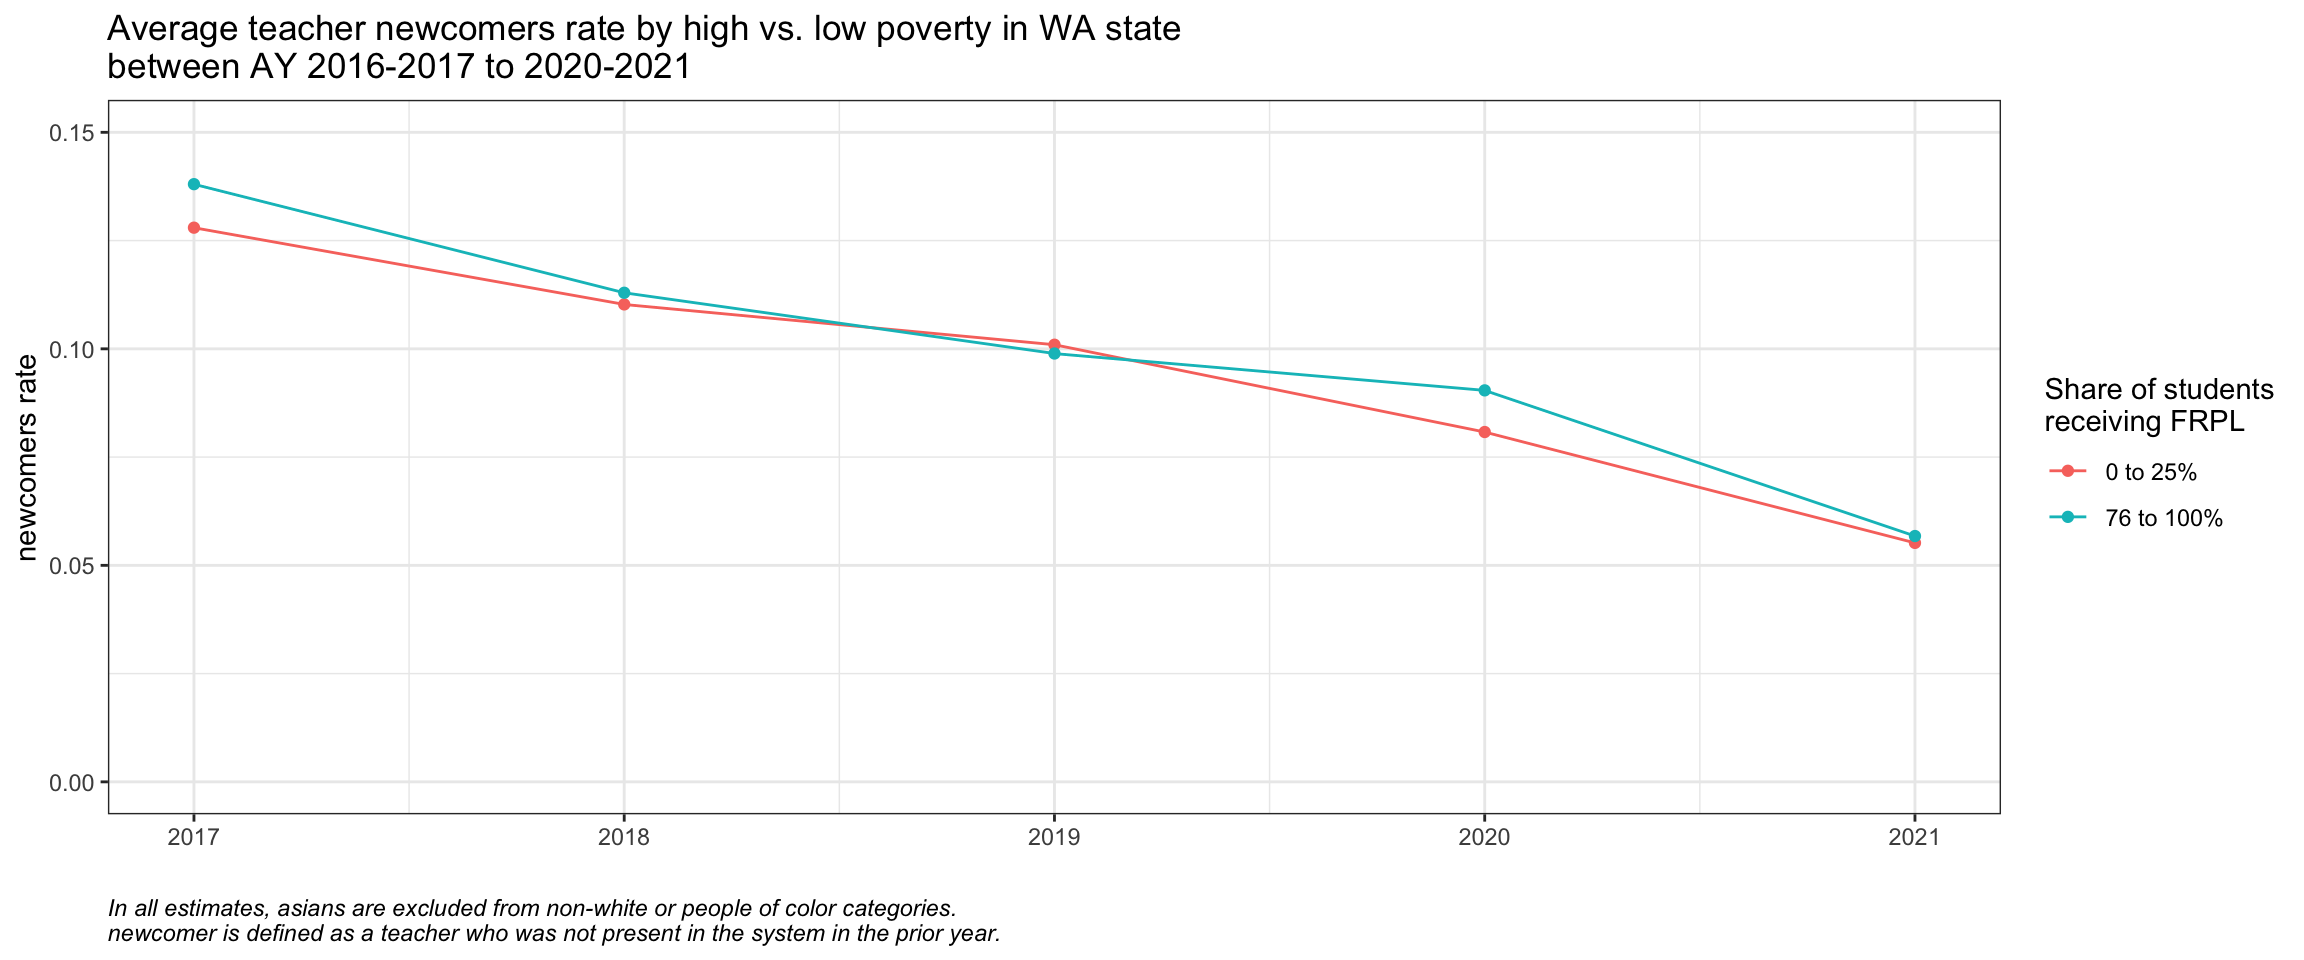 Average teacher newcomers rate by high vs. low poverty in WA state
between AY 2016-2017 to 2020-2021
0.15
0.10
0.05
0.00
newcomers rate
2017
2018
2019
2020
2021
Share of students
receiving FRPL
0 to 25%
76 to 100%
In all estimates, asians are excluded from non-white or people of color categories.
newcomer is defined as a teacher who was not present in the system in the prior year.